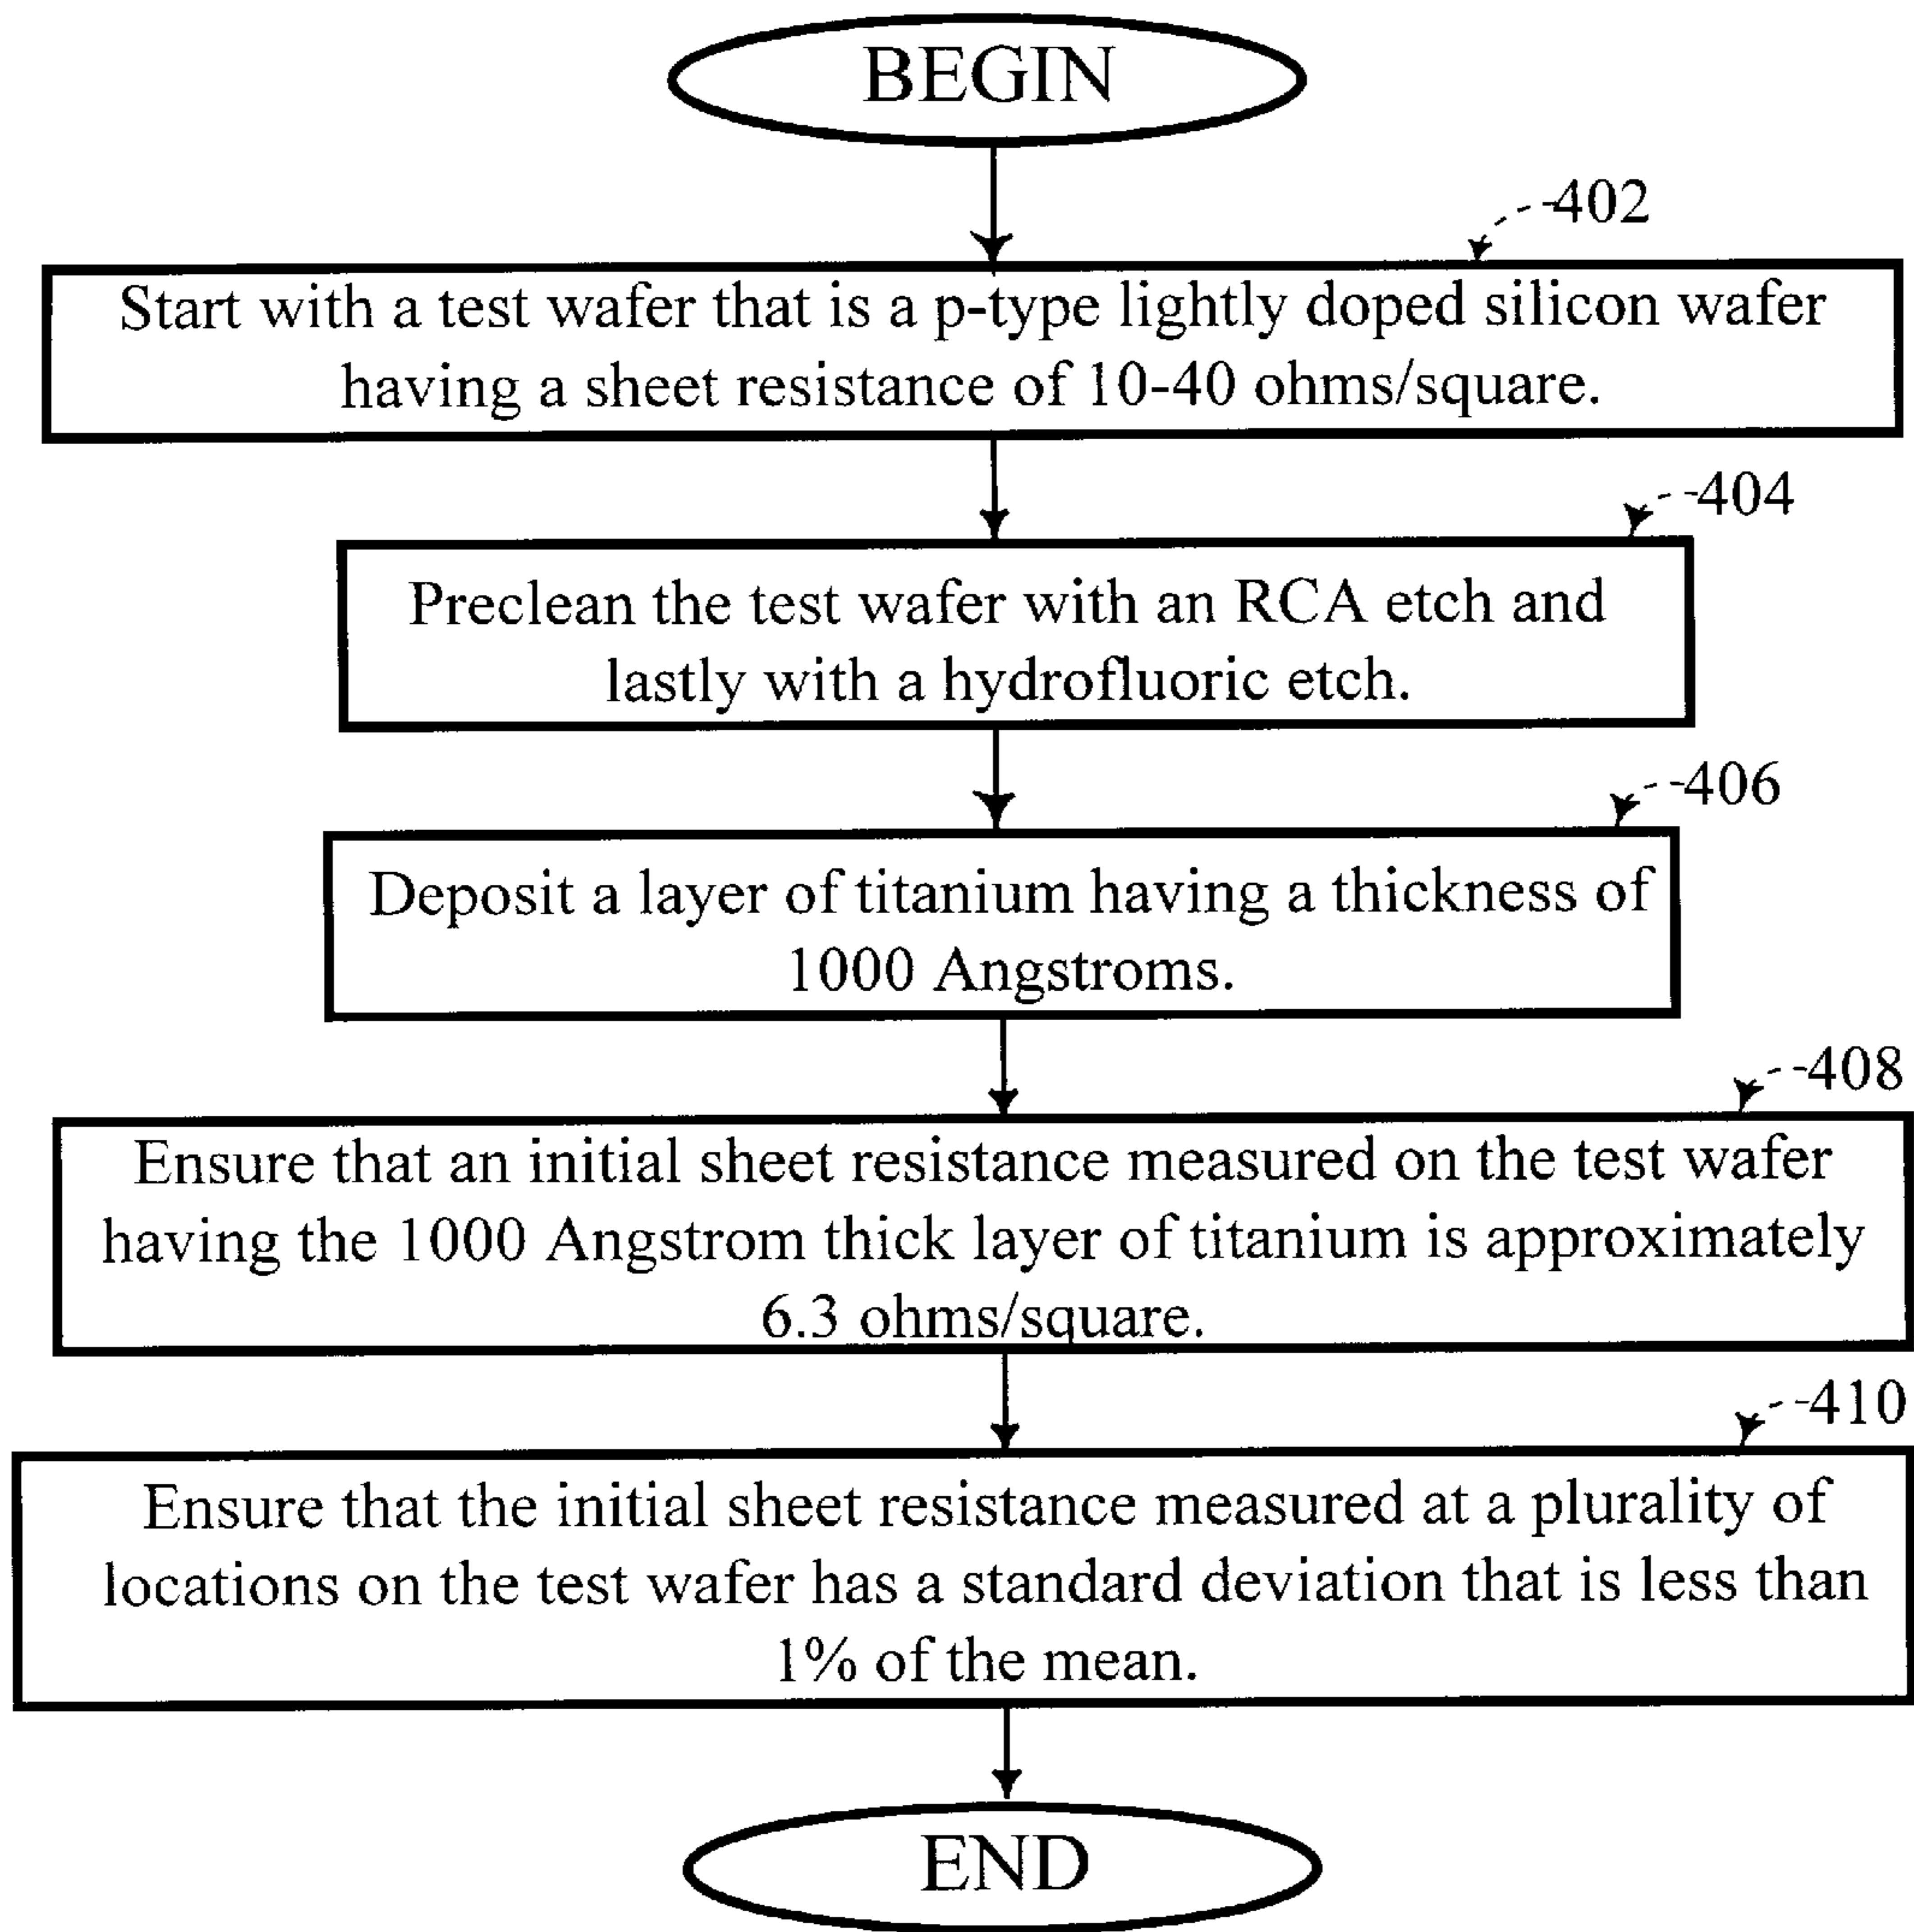 BEGIN
402
Start with a test wafer that is a p-type lightly doped silicon wafer
having a sheet resistance of 10-40 ohms/square.
404
Preclean the test wafer with an RCA etch and
lastly with a hydrofluoric etch.
406
Deposit a layer of titanium having a thickness of
1000 Angstroms.
408
Ensure that an initial sheet resistance measured on the test wafer
having the 1000 Angstrom thick layer of titanium is approximately
6.3 ohms/square.
410
Ensure that the initial sheet resistance measured at a plurality of
locations on the test wafer has a standard deviation that is less than
1% of the mean.
END